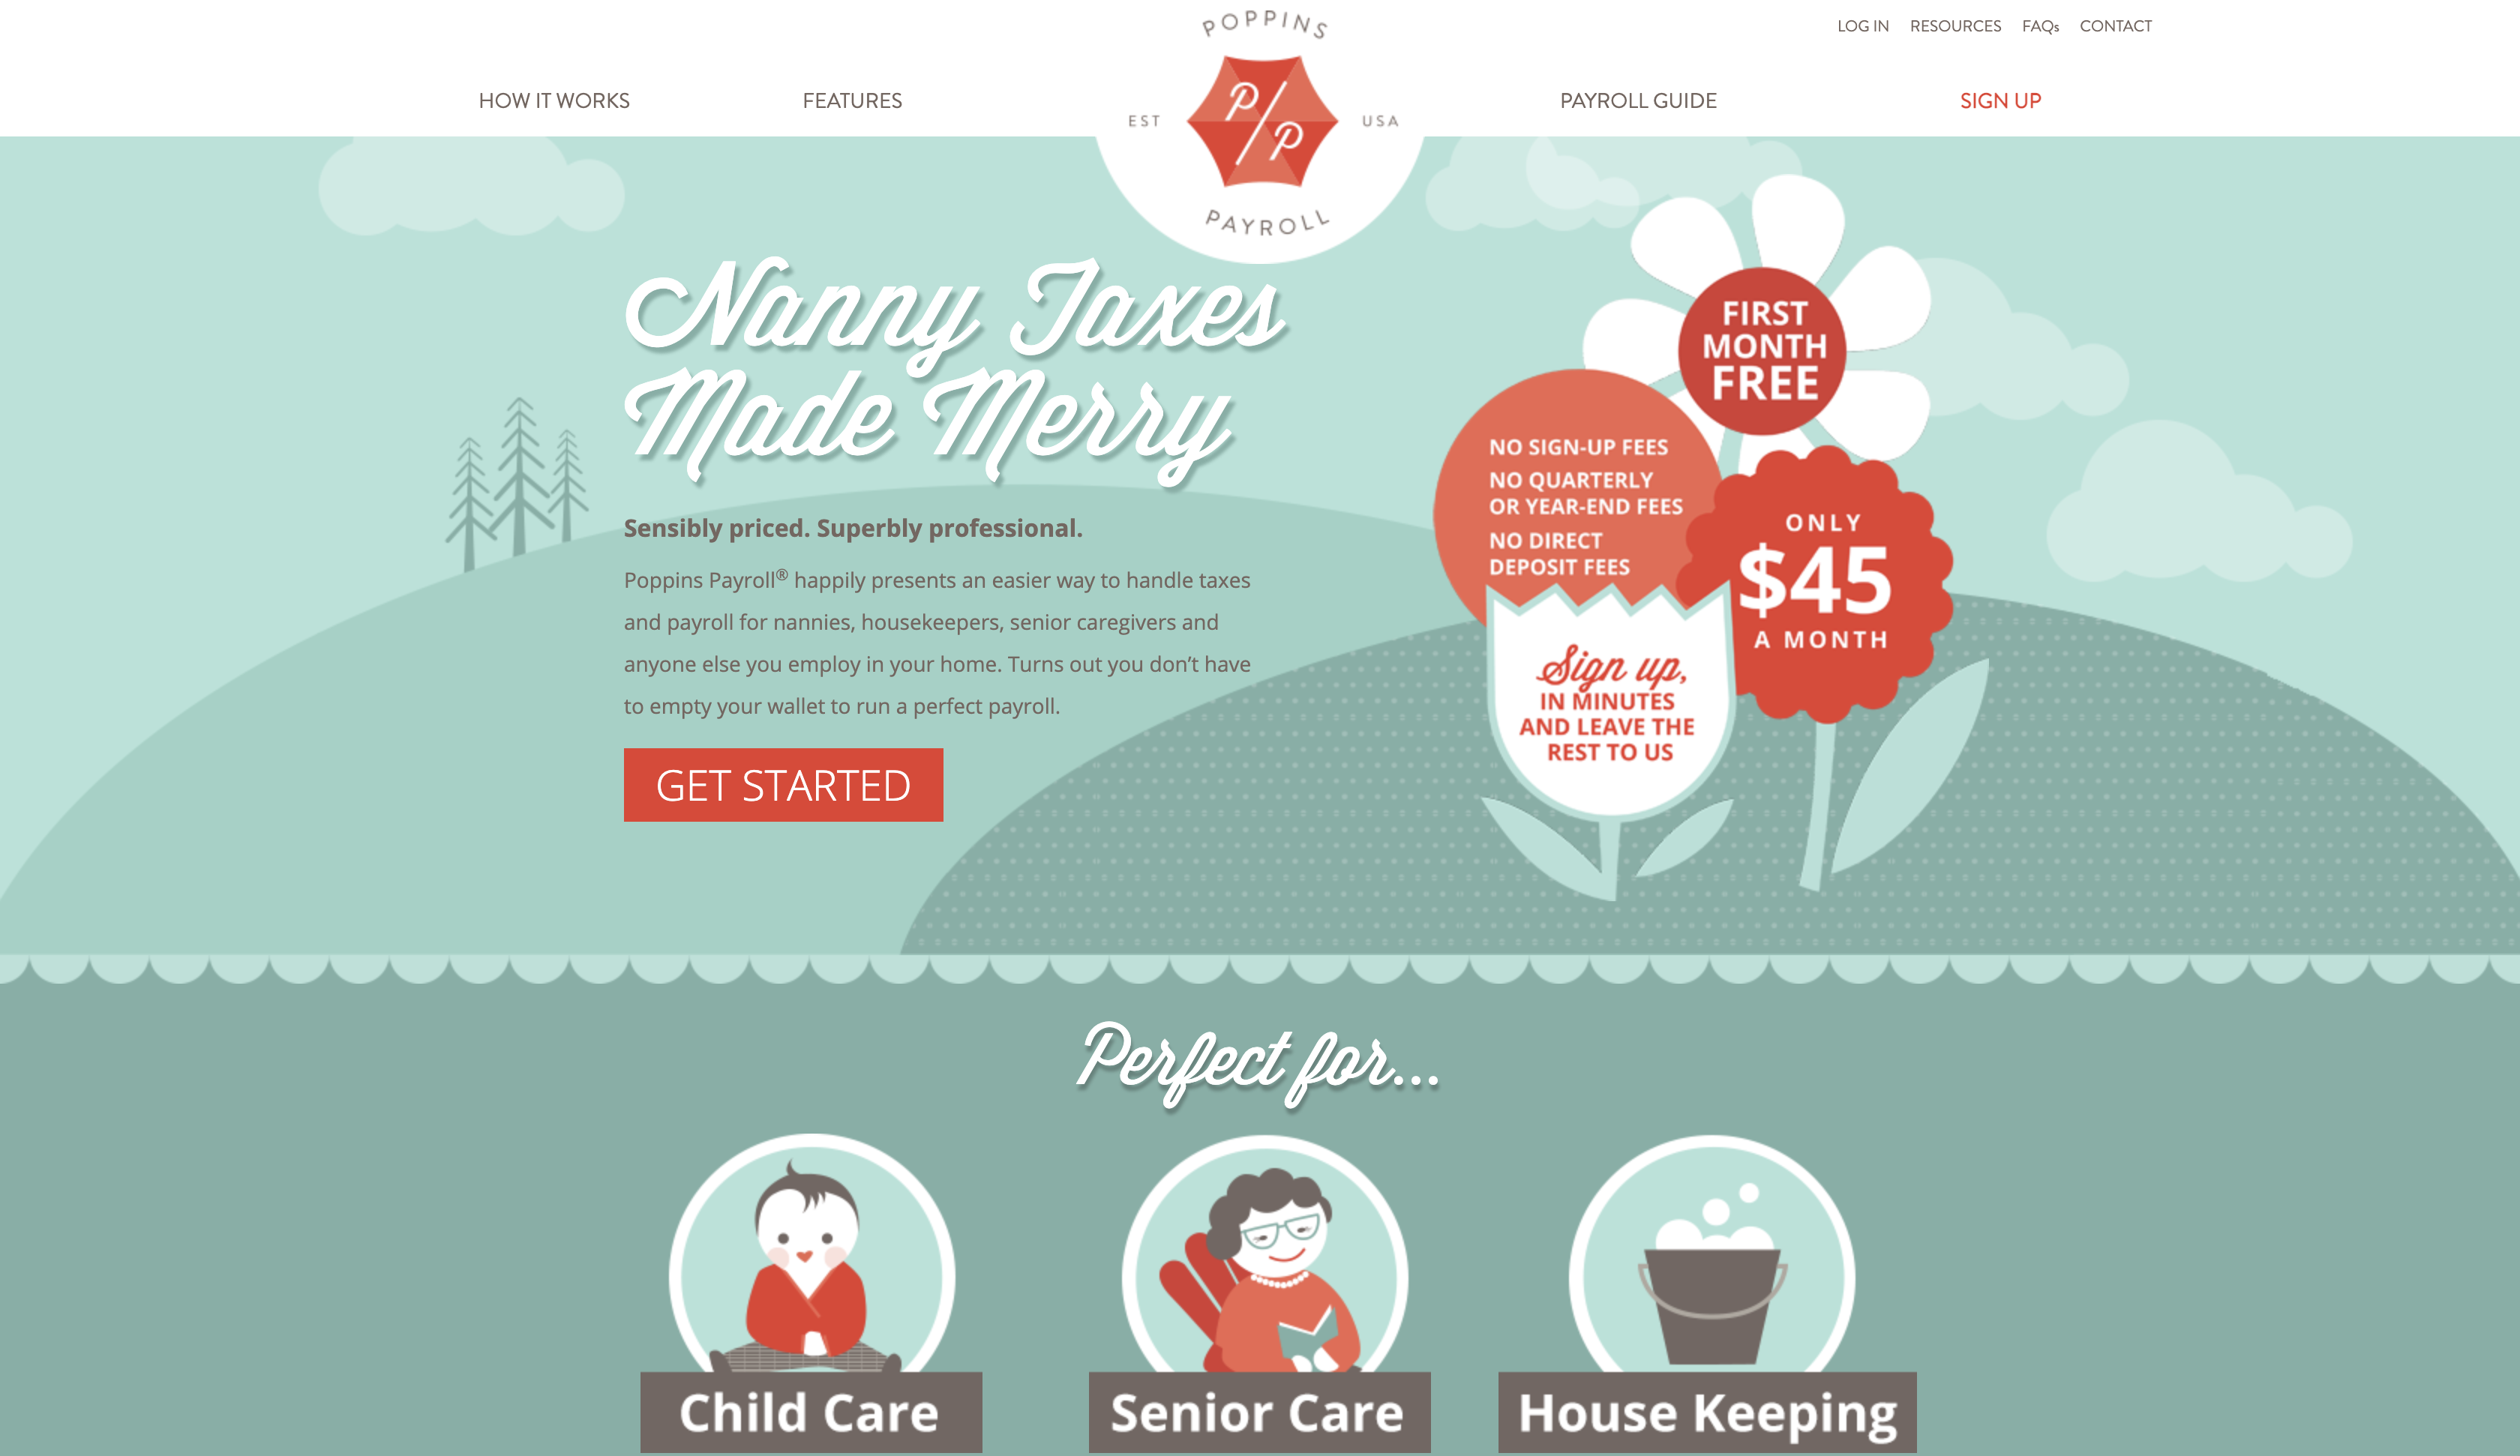 LOG IN RESOURCES FAQs CONTACT
HOW IT WORKS FEATURES PAYROLL GUIDE SIGN UP
POPPINS
EST P/P USA
PAYROLL
Nanny Taxes
Made Merry
Sensibly priced. Superbly professional.
Poppins Payroll® happily presents an easier way to handle taxes
and payroll for nannies, housekeepers, senior caregivers and
anyone else you employ in your home. Turns out you don’t have
to empty your wallet to run a perfect payroll.
GET STARTED
FIRST
MONTH
FREE
NO SIGN-UP FEES
NO QUARTERLY
OR YEAR-END FEES
NO DIRECT
DEPOSIT FEES
ONLY
$45
A MONTH
Sign up,
IN MINUTES
AND LEAVE THE
REST TO US
Perfect for...
Child Care
Senior Care
House Keeping